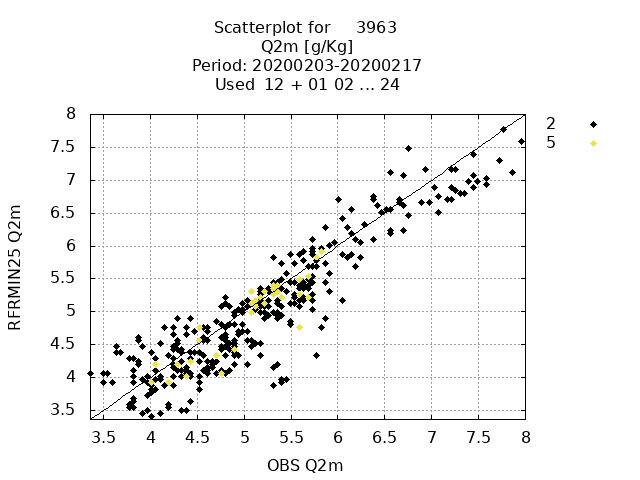 Scatterplot for 3963
Q2m [g/Kg]
Period: 20200203-20200217
Used 12 + 01 02 ... 24
8
7.5
7
6.5
6
5.5
5
4.5
4
3.5
RFRMIN25 Q2m
3.5 4 4.5 5 5.5 6 6.5 7 7.5 8
OBS Q2m
2
5